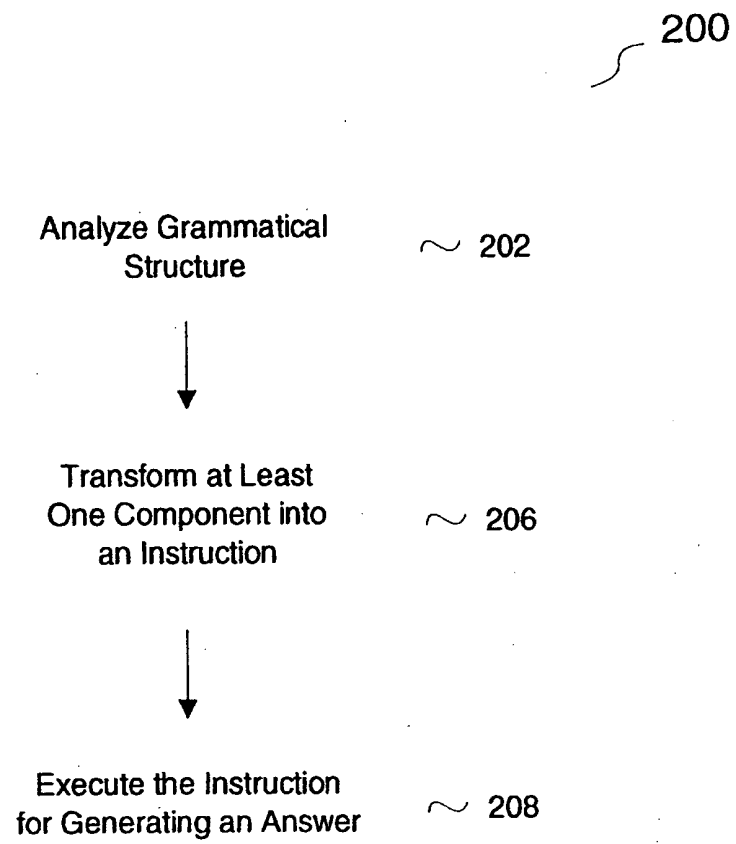 200
Analyze Grammatical
Structure
202
Transform at Least
One Component into
an Instruction
206
Execute the Instruction
for Generating an Answer
208